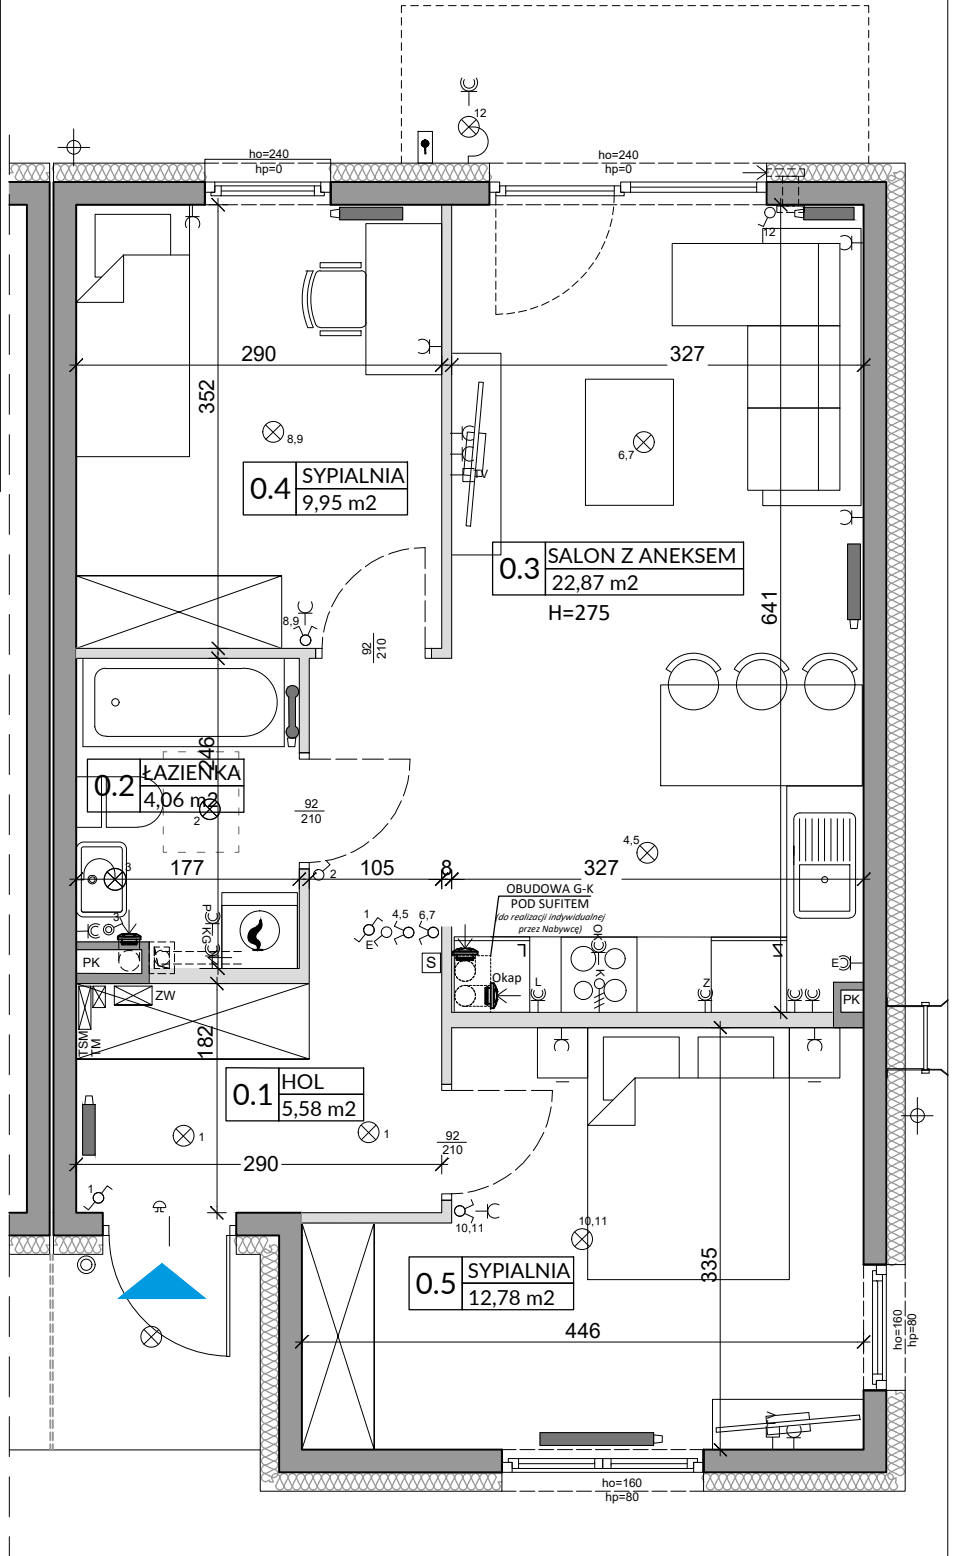 12
ho=240
hp=0
ho=240
hp=0
12
290
327
352
8,9
6,7
V
0.4
SYPIALNIA
9,95 m2
0.3
SALON Z ANEKSEM
22,87 m2
H=275
641
8,9
92
210
246
0.2
ŁAZIENKA
4,06 m2
2
92
210
4,5
3
177
2
105
8
327
OBUDOWA G-K
POD SUFITEM
(do realizacji indywidualnej
przez Nabywcę)
3
P
KG
1
4,5
6,7
E
OK
PK
S
Okap
L
K
Z
N
E
PK
ZW
TSM
TM
182
0.1
HOL
5,58 m2
1
1
92
210
290
1
10,11
10,11
0.5
SYPIALNIA
12,78 m2
335
446
ho=160
hp=80
V
ho=160
hp=80